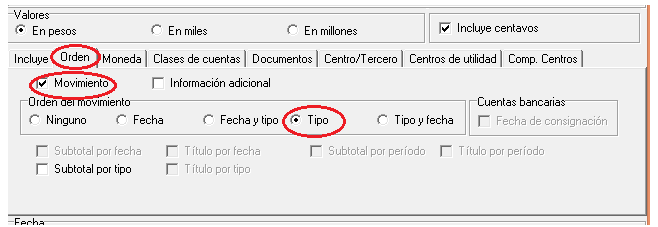 Valores
En pesos En miles En millones Incluye centavos
Incluye Orden Moneda Clases de cuentas Documentos Centro/Tercero Centros de utilidad Comp. Centros
Movimiento Información adicional
Orden del movimiento Cuentas bancarias
Ninguno Fecha Fecha y tipo Tipo Tipo y fecha Fecha de consignación
Subtotal por fecha Título por fecha Subtotal por período Título por período
Subtotal por tipo Título por tipo
Fecha